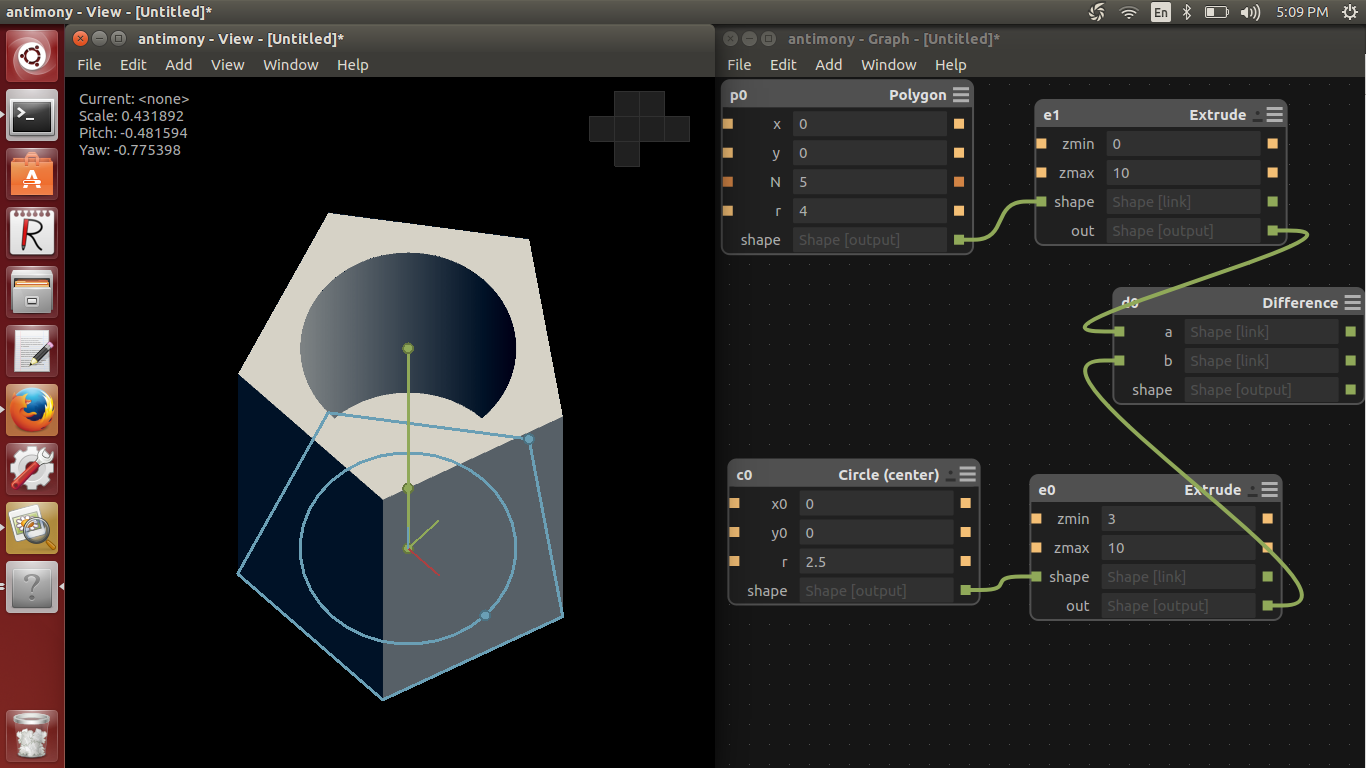 antimony - View - [Untitled]*
En
5:09 PM
antimony - View - [Untitled]*
File Edit Add View Window Help
Current: <none>
Scale: 0.431892
Pitch: -0.481594
Yaw: -0.775398
antimony - Graph - [Untitled]*
File Edit Add Window Help
p0 Polygon
x 0
y 0
N 5
r 4
shape Shape [output]
e1 Extrude
zmin 0
zmax 10
shape Shape [link]
out Shape [output]
d0 Difference
a Shape [link]
b Shape [link]
shape Shape [output]
c0 Circle (center)
x0 0
y0 0
r 2.5
shape Shape [output]
e0 Extrude
zmin 3
zmax 10
shape Shape [link]
out Shape [output]